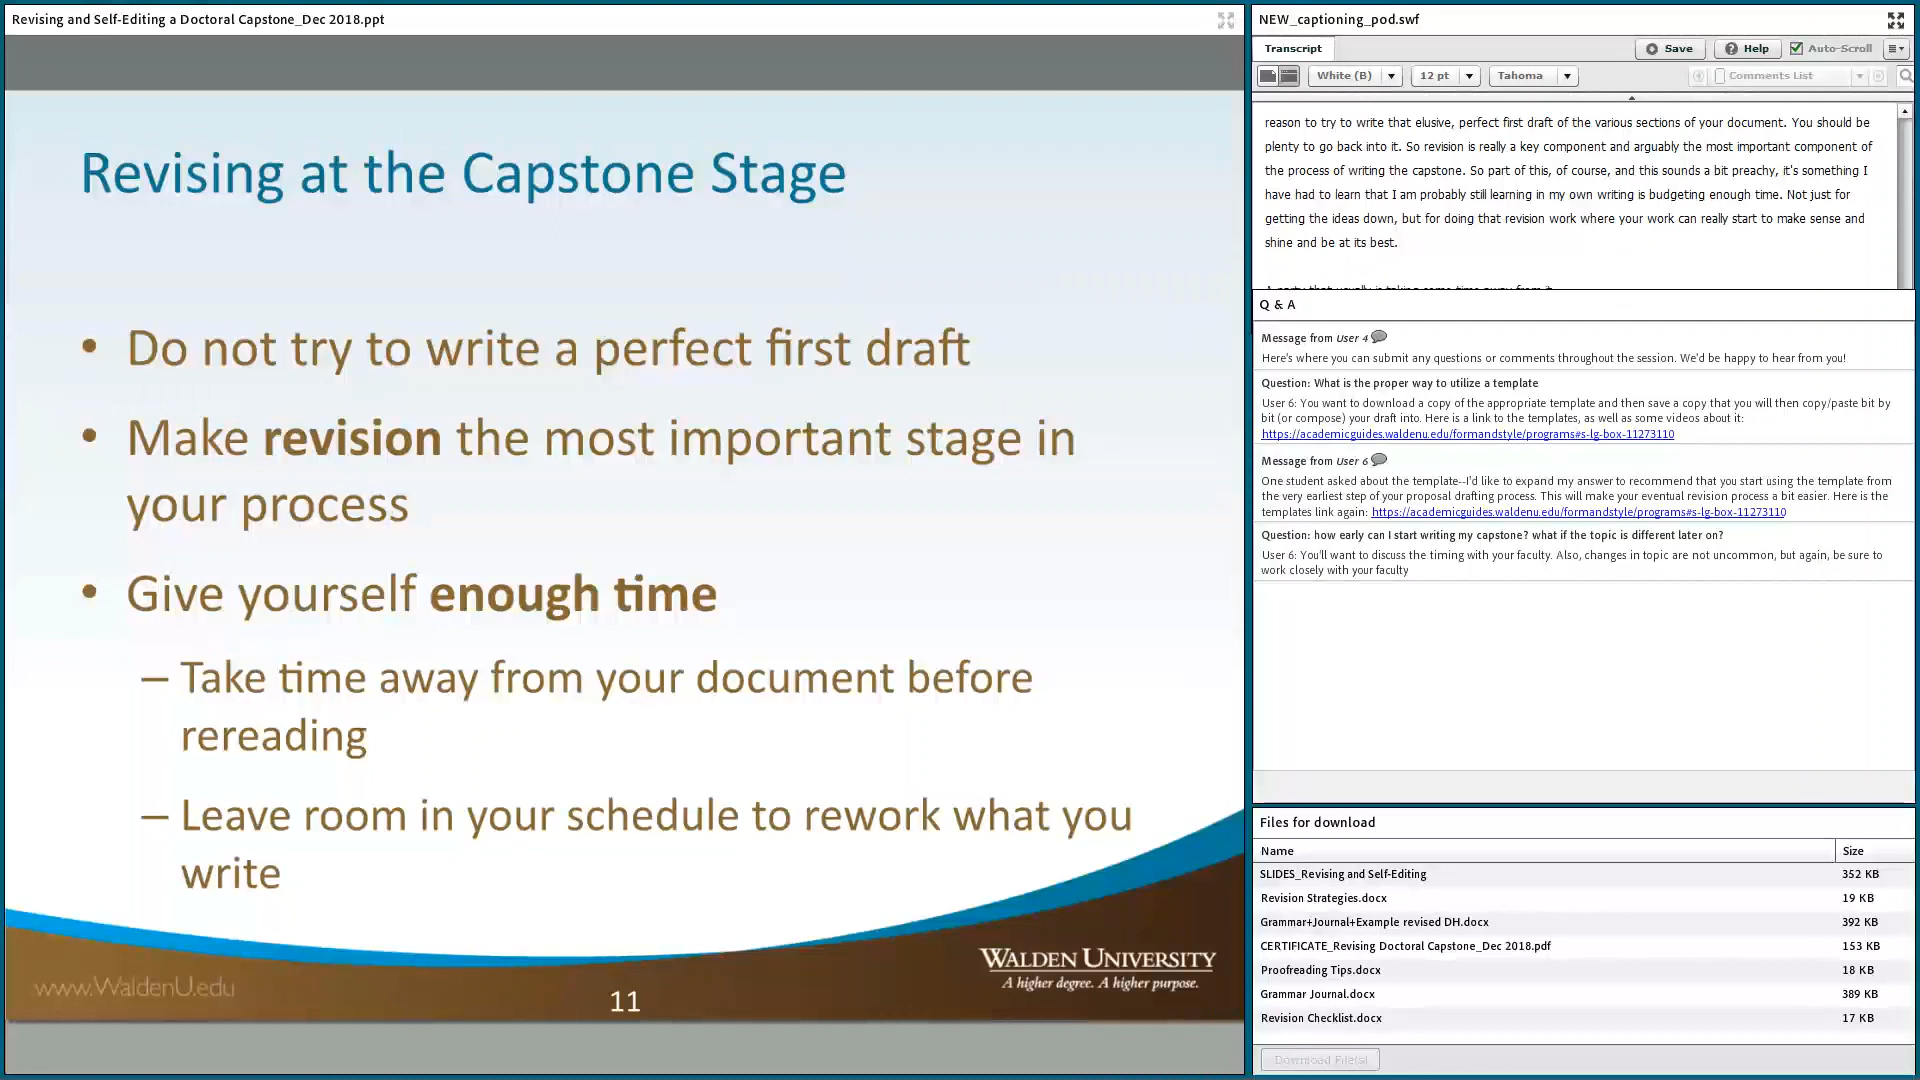 Revising and Self-Editing a Doctoral Capstone_Dec 2018.ppt
Revising at the Capstone Stage
• Do not try to write a perfect first draft
• Make revision the most important stage in
your process
• Give yourself enough time
– Take time away from your document before
rereading
– Leave room in your schedule to rework what you
write
www.WaldenU.edu
11
WALDEN UNIVERSITY
A higher degree. A higher purpose.
NEW_captioning_pod.swf
Transcript
Save
Help
Auto-Scroll
White (B)
12 pt
Tahoma
Comments List
reason to try to write that elusive, perfect first draft of the various sections of your document. You should be
plenty to go back into it. So revision is really a key component and arguably the most important component of
the process of writing the capstone. So part of this, of course, and this sounds a bit preachy, it's something I
have had to learn that I am probably still learning in my own writing is budgeting enough time. Not just for
getting the ideas down, but for doing that revision work where your work can really start to make sense and
shine and be at its best.
A party that usually is taking some time away from it
Q & A
Message from User 4
Here's where you can submit any questions or comments throughout the session. We'd be happy to hear from you!
Question: What is the proper way to utilize a template
User 6: You want to download a copy of the appropriate template and then save a copy that you will then copy/paste bit by
bit (or compose) your draft into. Here is a link to the templates, as well as some videos about it:
https://academicguides.waldenu.edu/formandstyle/programs#s-lg-box-11273110
Message from User 6
One student asked about the template--I'd like to expand my answer to recommend that you start using the template from
the very earliest step of your proposal drafting process. This will make your eventual revision process a bit easier. Here is the
templates link again: https://academicguides.waldenu.edu/formandstyle/programs#s-lg-box-11273110
Question: how early can I start writing my capstone? what if the topic is different later on?
User 6: You'll want to discuss the timing with your faculty. Also, changes in topic are not uncommon, but again, be sure to
work closely with your faculty
Files for download
Name Size
SLIDES_Revising and Self-Editing 352 KB
Revision Strategies.docx 19 KB
Grammar+Journal+Example revised DH.docx 392 KB
CERTIFICATE_Revising Doctoral Capstone_Dec 2018.pdf 153 KB
Proofreading Tips.docx 18 KB
Grammar Journal.docx 389 KB
Revision Checklist.docx 17 KB
Download File(s)